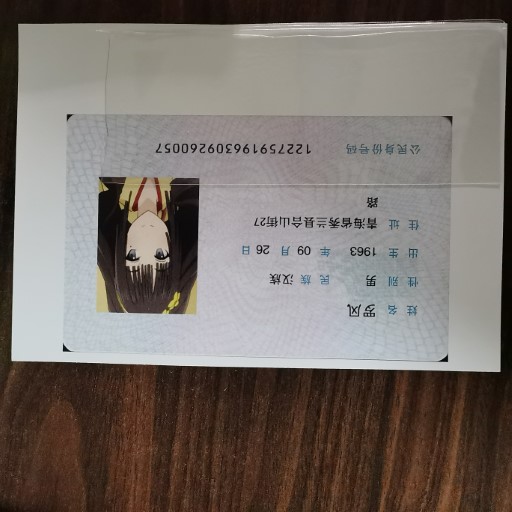 姓名 罗风
性别 男 民族 汉族
出生 1963 年 09 月 26 日
住址 青海省秀兰县合山街27
路
公民身份号码 122759196309260057